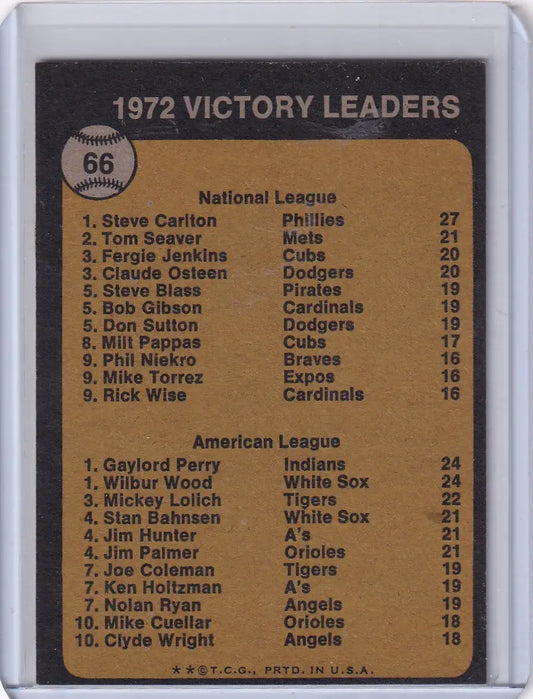 1972 VICTORY LEADERS
66
National League
1. Steve Carlton Phillies 27
2. Tom Seaver Mets 21
3. Fergie Jenkins Cubs 20
3. Claude Osteen Dodgers 20
5. Steve Blass Pirates 19
5. Bob Gibson Cardinals 19
5. Don Sutton Dodgers 19
8. Milt Pappas Cubs 17
9. Phil Niekro Braves 16
9. Mike Torrez Expos 16
9. Rick Wise Cardinals 16
American League
1. Gaylord Perry Indians 24
1. Wilbur Wood White Sox 24
3. Mickey Lolich Tigers 22
4. Stan Bahnsen White Sox 21
4. Jim Hunter A's 21
4. Jim Palmer Orioles 21
7. Joe Coleman Tigers 19
7. Ken Holtzman A's 19
7. Nolan Ryan Angels 19
10. Mike Cuellar Orioles 18
10. Clyde Wright Angels 18
**©T.C.G., PRTD. IN U.S.A.